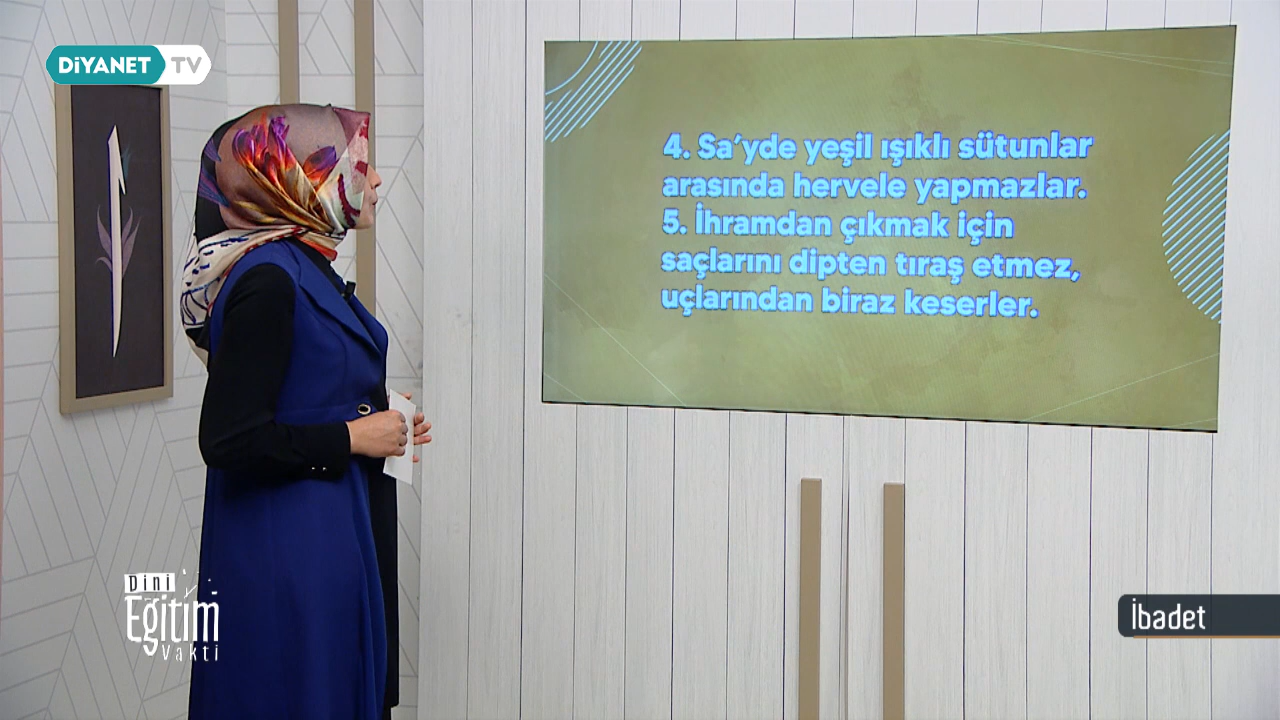 DİYANET TV
4. Sa'yde yeşil ışıklı sütunlar
arasında hervele yapmazlar.
5. İhramdan çıkmak için
saçlarını dipten tıraş etmez,
uçlarından biraz keserler.
Dini
Eğitim
Vakti
İbadet